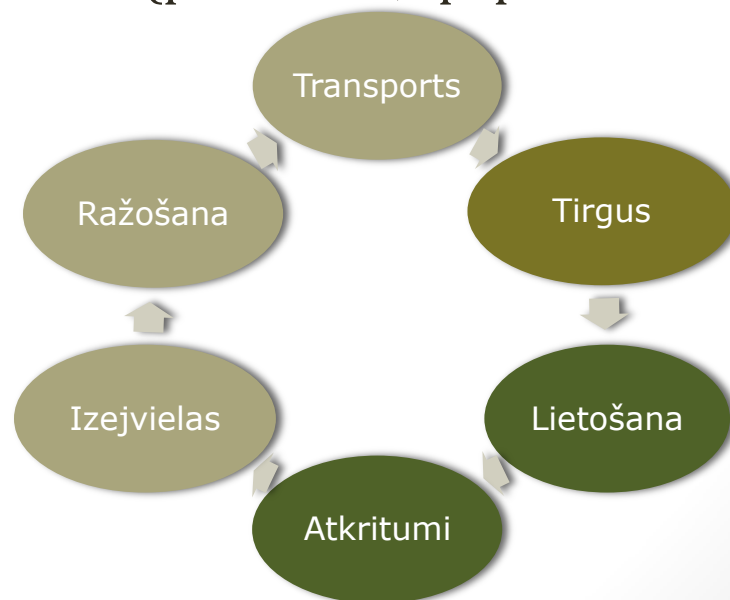 Transports
Ražošana
Tirgus
Izejvielas
Lietošana
Atkritumi